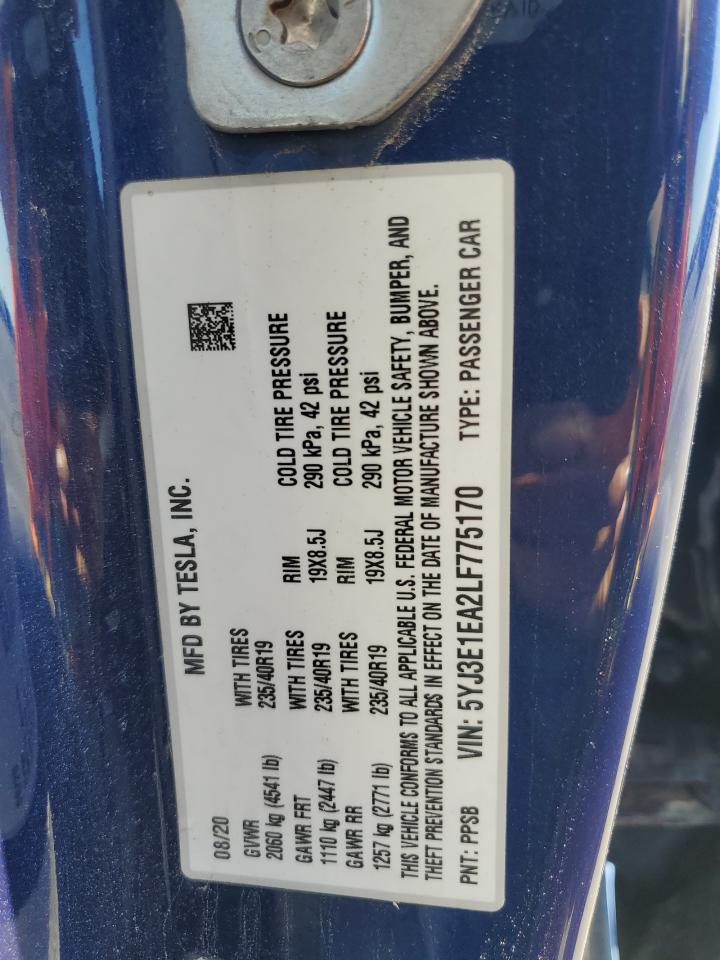 MFD BY TESLA, INC.
08/20
GVWR WITH TIRES
2060 kg (4541 lb) 235/40R19
GAWR FRT WITH TIRES RIM COLD TIRE PRESSURE
1110 kg (2447 lb) 235/40R19 19X8.5J 290 kPa, 42 psi
GAWR RR WITH TIRES RIM COLD TIRE PRESSURE
1257 kg (2771 lb) 235/40R19 19X8.5J 290 kPa, 42 psi
THIS VEHICLE CONFORMS TO ALL APPLICABLE U.S. FEDERAL MOTOR VEHICLE SAFETY, BUMPER, AND
THEFT PREVENTION STANDARDS IN EFFECT ON THE DATE OF MANUFACTURE SHOWN ABOVE.
PNT: PPSB VIN: 5YJ3E1EA2LF775170 TYPE: PASSENGER CAR